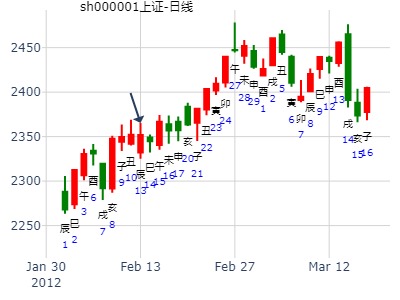 sh000001上证-日线
2450
2400
2350
2300
2250
辰 巳 午 酉 戌 亥 子 丑 辰 巳 午 未 申 亥 子 丑 寅 卯 午 未 申 酉 戌 丑 寅 卯 辰 巳 申 酉 戌 亥 子
1 2 3 6 7 8 9 10 13 14 15 16 17 20 21 22 23 24 27 28 29 1 2 5 6 7 8 9 12 13 14 15 16
Jan 30 Feb 13 Feb 27 Mar 12
2012